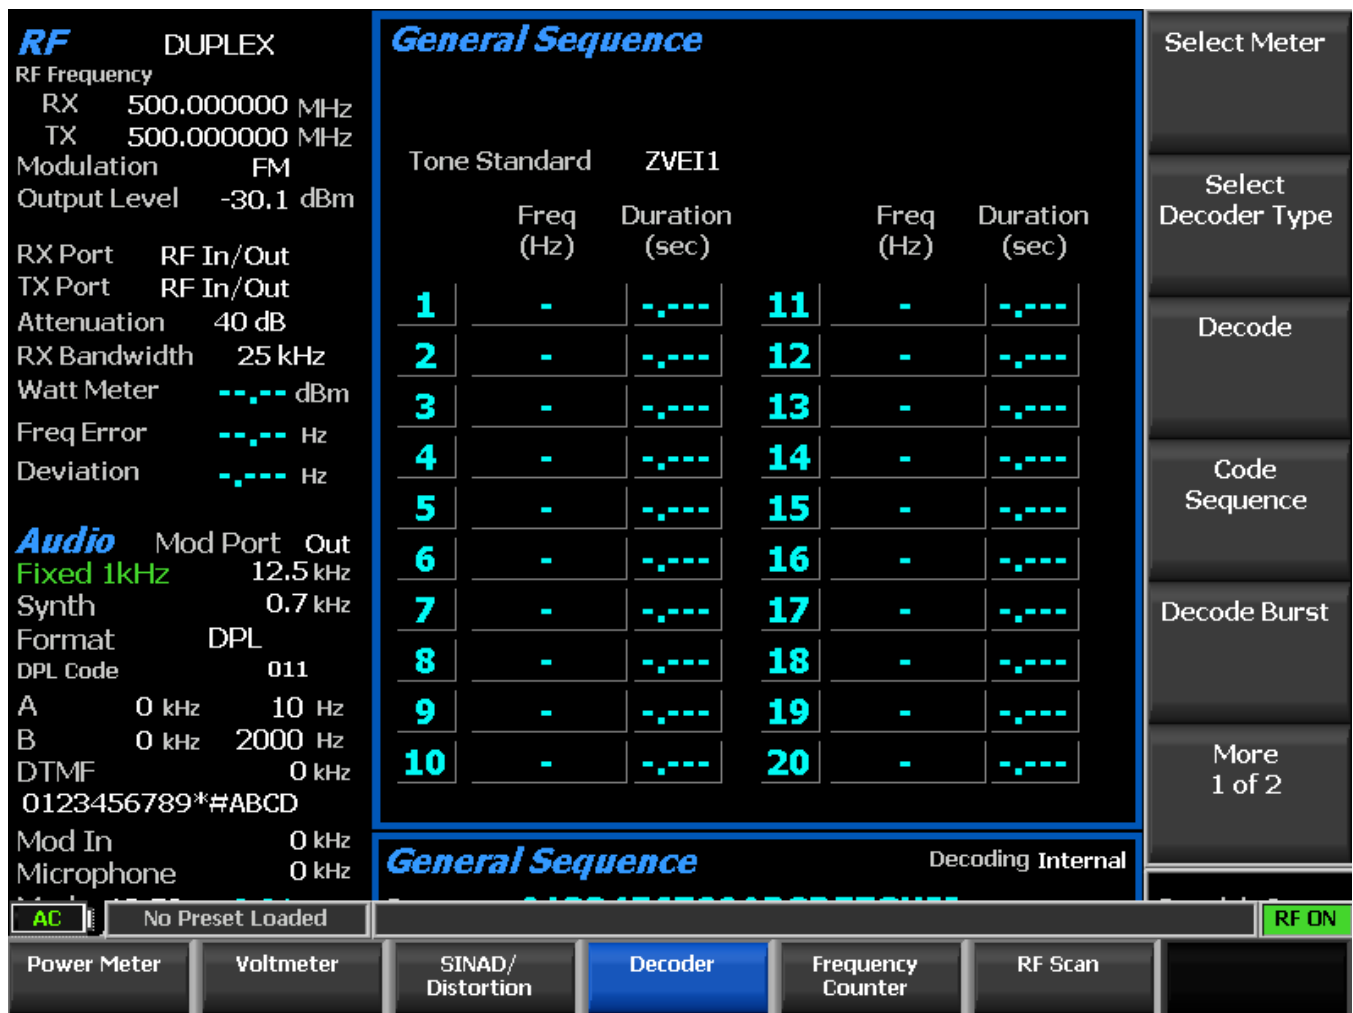 RF DUPLEX
RF Frequency
RX 500.000000 MHz
TX 500.000000 MHz
Modulation FM
Output Level -30.1 dBm
RX Port RF In/Out
TX Port RF In/Out
Attenuation 40 dB
RX Bandwidth 25 kHz
Watt Meter --.-- dBm
Freq Error --.-- Hz
Deviation -.--- Hz
Audio Mod Port Out
Fixed 1kHz 12.5 kHz
Synth 0.7 kHz
Format DPL
DPL Code 011
A 0 kHz 10 Hz
B 0 kHz 2000 Hz
DTMF 0 kHz
0123456789*#ABCD
Mod In 0 kHz
Microphone 0 kHz
General Sequence
Tone Standard ZVEI1
Freq Duration Freq Duration
(Hz) (sec) (Hz) (sec)
1 - -.--- 11 - -.---
2 - -.--- 12 - -.---
3 - -.--- 13 - -.---
4 - -.--- 14 - -.---
5 - -.--- 15 - -.---
6 - -.--- 16 - -.---
7 - -.--- 17 - -.---
8 - -.--- 18 - -.---
9 - -.--- 19 - -.---
10 - -.--- 20 - -.---
General Sequence Decoding Internal
Select Meter
Select
Decoder Type
Decode
Code
Sequence
Decode Burst
More
1 of 2
AC No Preset Loaded RF ON
Power Meter
Voltmeter
SINAD/
Distortion
Decoder
Frequency
Counter
RF Scan